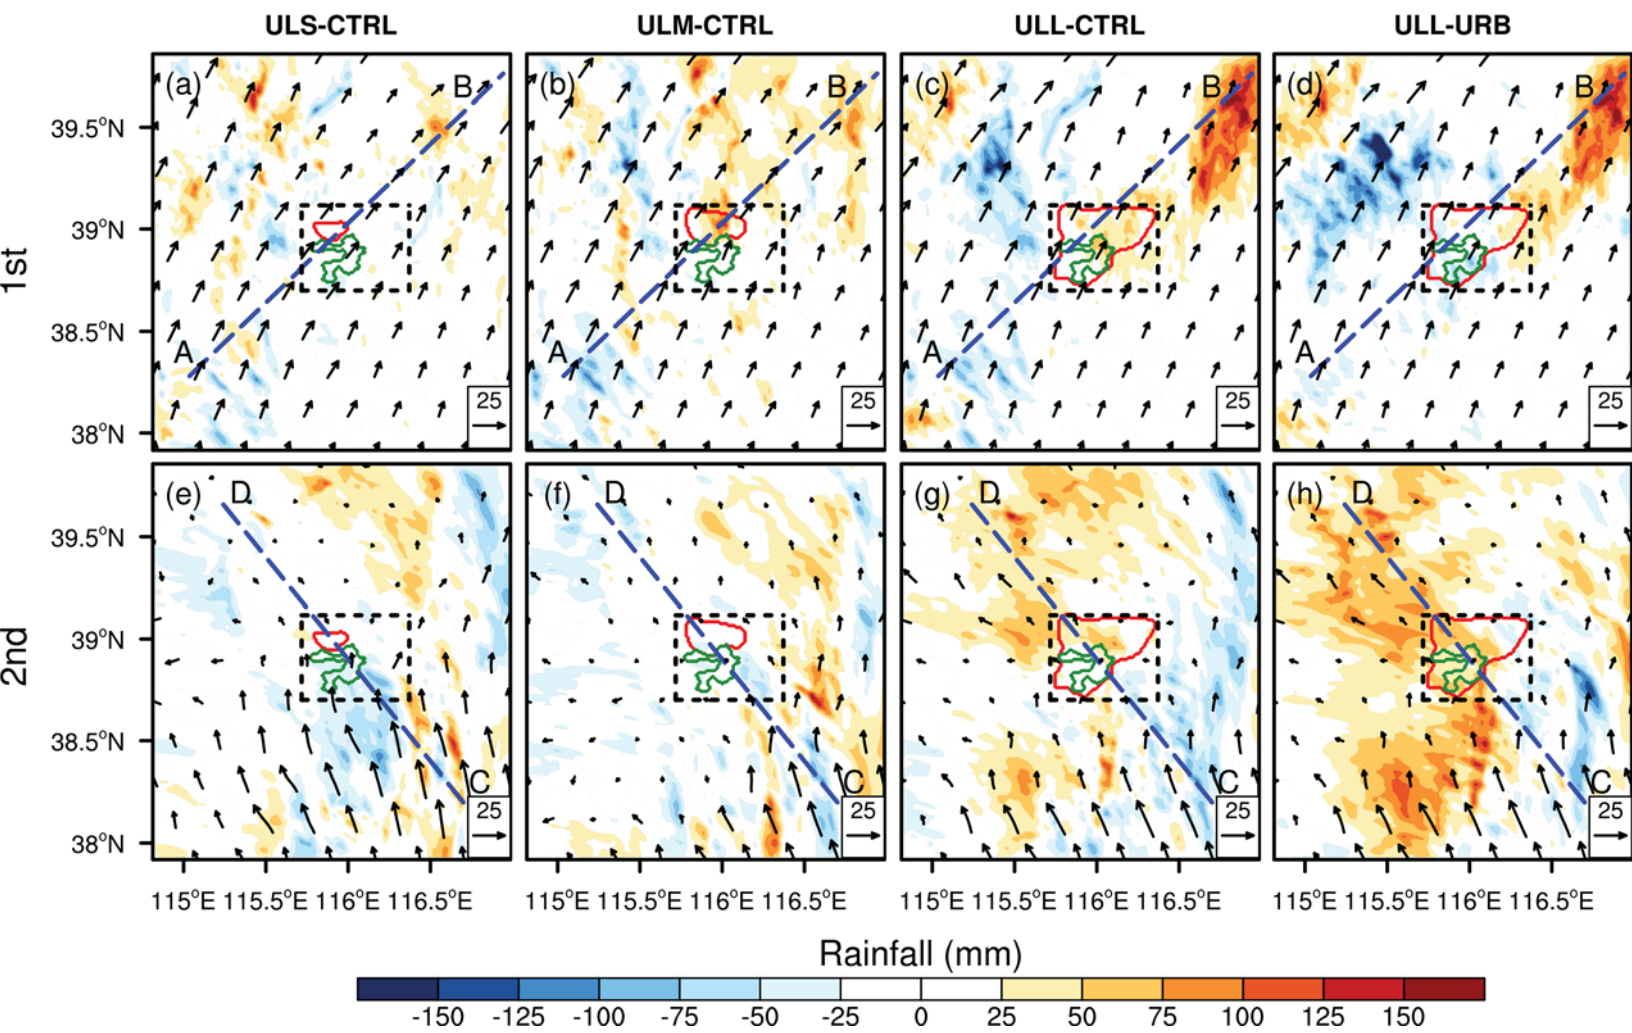 ULS-CTRL ULM-CTRL ULL-CTRL ULL-URB
1st
(a) B (b) B (c) B (d) B
39.5°N
39°N
38.5°N
A A A A
25 25 25 25
38°N
2nd
(e) D (f) D (g) D (h) D
39.5°N
39°N
38.5°N
C C C C
25 25 25 25
38°N
115°E 115.5°E 116°E 116.5°E 115°E 115.5°E 116°E 116.5°E 115°E 115.5°E 116°E 116.5°E 115°E 115.5°E 116°E 116.5°E
Rainfall (mm)
-150 -125 -100 -75 -50 -25 0 25 50 75 100 125 150